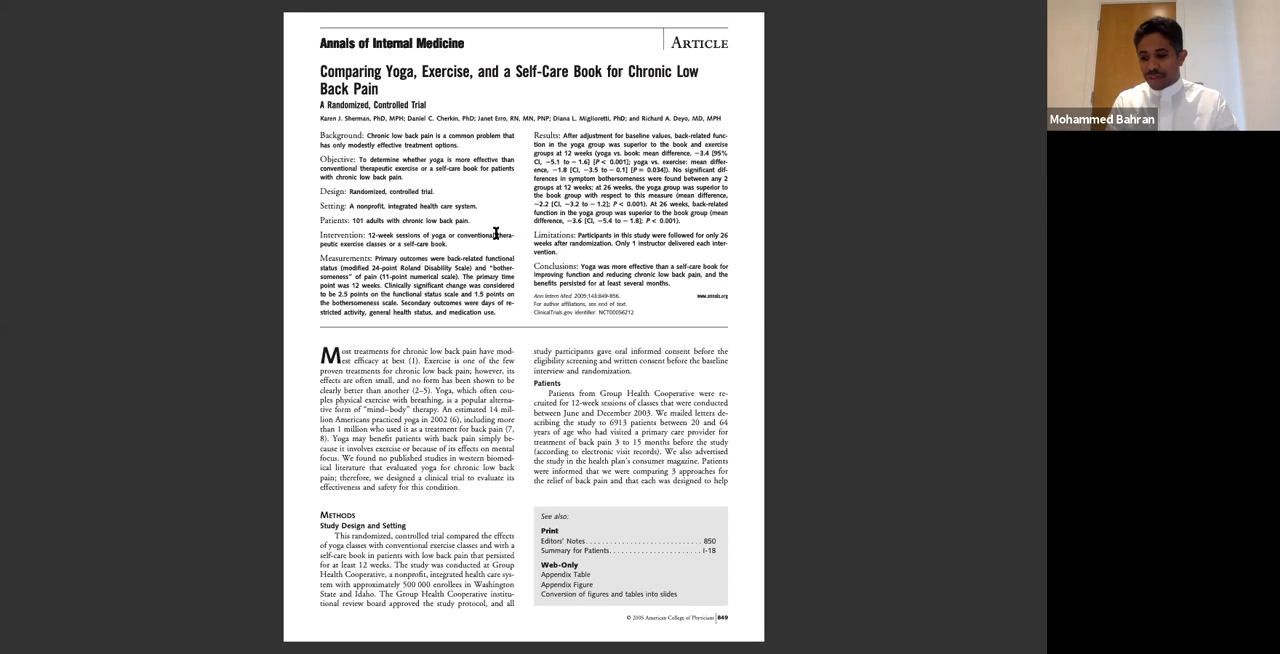 Annals of Internal Medicine
ARTICLE
Comparing Yoga, Exercise, and a Self-Care Book for Chronic Low
Back Pain
A Randomized, Controlled Trial
Karen J. Sherman, PhD, MPH; Daniel C. Cherkin, PhD; Janet Erro, RN, MN, PNP; Diana L. Miglioretti, PhD; and Richard A. Deyo, MD, MPH
Background: Chronic low back pain is a common problem that
has only modestly effective treatment options.
Objective: To determine whether yoga is more effective than
conventional therapeutic exercise or a self-care book for patients
with chronic low back pain.
Design: Randomized, controlled trial.
Setting: A nonprofit, integrated health care system.
Patients: 101 adults with chronic low back pain.
Intervention: 12-week sessions of yoga or conventional thera-
peutic exercise classes or a self-care book.
Measurements: Primary outcomes were back-related functional
status (modified 24-point Roland Disability Scale) and "bother-
someness" of pain (11-point numerical scale). The primary time
point was 12 weeks. Clinically significant change was considered
to be 2.5 points on the functional status scale and 1.5 points on
the bothersomeness scale. Secondary outcomes were days of re-
stricted activity, general health status, and medication use.
Results: After adjustment for baseline values, back-related func-
tion in the yoga group was superior to the book and exercise
groups at 12 weeks (yoga vs. book: mean difference, −3.4 [95%
CI, −5.1 to − 1.6] [P < 0.001]; yoga vs. exercise: mean differ-
ence, −1.8 [CI, −3.5 to − 0.1] [P = 0.034]). No significant dif-
ferences in symptom bothersomeness were found between any 2
groups at 12 weeks; at 26 weeks, the yoga group was superior to
the book group with respect to this measure (mean difference,
−2.2 [CI, −3.2 to − 1.2]; P < 0.001). At 26 weeks, back-related
function in the yoga group was superior to the book group (mean
difference, −3.6 [CI, −5.4 to − 1.8]; P < 0.001).
Limitations: Participants in this study were followed for only 26
weeks after randomization. Only 1 instructor delivered each inter-
vention.
Conclusions: Yoga was more effective than a self-care book for
improving function and reducing chronic low back pain, and the
benefits persisted for at least several months.
Ann Intern Med. 2005;143:849-856. www.annals.org
For author affiliations, see end of text.
ClinicalTrials.gov identifier: NCT00056212
Most treatments for chronic low back pain have mod-
est efficacy at best (1). Exercise is one of the few
proven treatments for chronic low back pain; however, its
effects are often small, and no form has been shown to be
clearly better than another (2–5). Yoga, which often cou-
ples physical exercise with breathing, is a popular alterna-
tive form of "mind–body" therapy. An estimated 14 mil-
lion Americans practiced yoga in 2002 (6), including more
than 1 million who used it as a treatment for back pain (7,
8). Yoga may benefit patients with back pain simply be-
cause it involves exercise or because of its effects on mental
focus. We found no published studies in western biomed-
ical literature that evaluated yoga for chronic low back
pain; therefore, we designed a clinical trial to evaluate its
effectiveness and safety for this condition.
METHODS
Study Design and Setting
This randomized, controlled trial compared the effects
of yoga classes with conventional exercise classes and with a
self-care book in patients with low back pain that persisted
for at least 12 weeks. The study was conducted at Group
Health Cooperative, a nonprofit, integrated health care sys-
tem with approximately 500 000 enrollees in Washington
State and Idaho. The Group Health Cooperative institu-
tional review board approved the study protocol, and all
study participants gave oral informed consent before the
eligibility screening and written consent before the baseline
interview and randomization.
Patients
Patients from Group Health Cooperative were re-
cruited for 12-week sessions of classes that were conducted
between June and December 2003. We mailed letters de-
scribing the study to 6913 patients between 20 and 64
years of age who had visited a primary care provider for
treatment of back pain 3 to 15 months before the study
(according to electronic visit records). We also advertised
the study in the health plan's consumer magazine. Patients
were informed that we were comparing 3 approaches for
the relief of back pain and that each was designed to help
See also:
Print
Editors' Notes . . . . . . . . . . . . . . . . . . . . . . . . . . . 850
Summary for Patients. . . . . . . . . . . . . . . . . . . . . . I-18
Web-Only
Appendix Table
Appendix Figure
Conversion of figures and tables into slides
© 2005 American College of Physicians 849
Mohammed Bahran